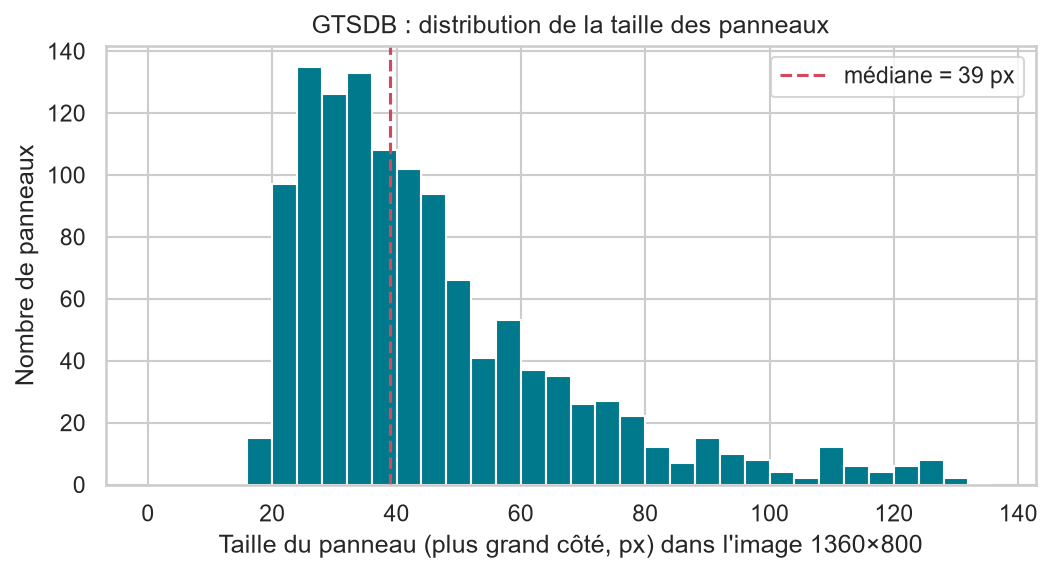 GTSDB : distribution de la taille des panneaux
médiane = 39 px
Nombre de panneaux
140
120
100
80
60
40
20
0
0 20 40 60 80 100 120 140
Taille du panneau (plus grand côté, px) dans l'image 1360×800